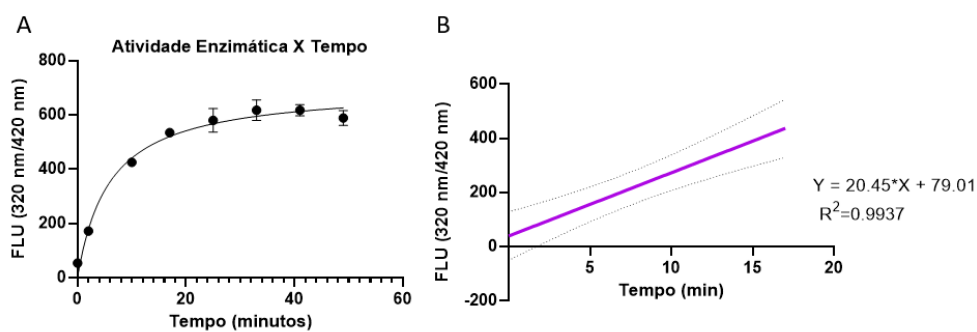 A
Atividade Enzimática X Tempo
FLU (320 nm/420 nm)
800
600
400
200
0
0
20
40
60
Tempo (minutos)
B
FLU (320 nm/420 nm)
600
400
200
0
-200
5
10
15
20
Tempo (min)
Y = 20.45*X + 79.01
R²=0.9937